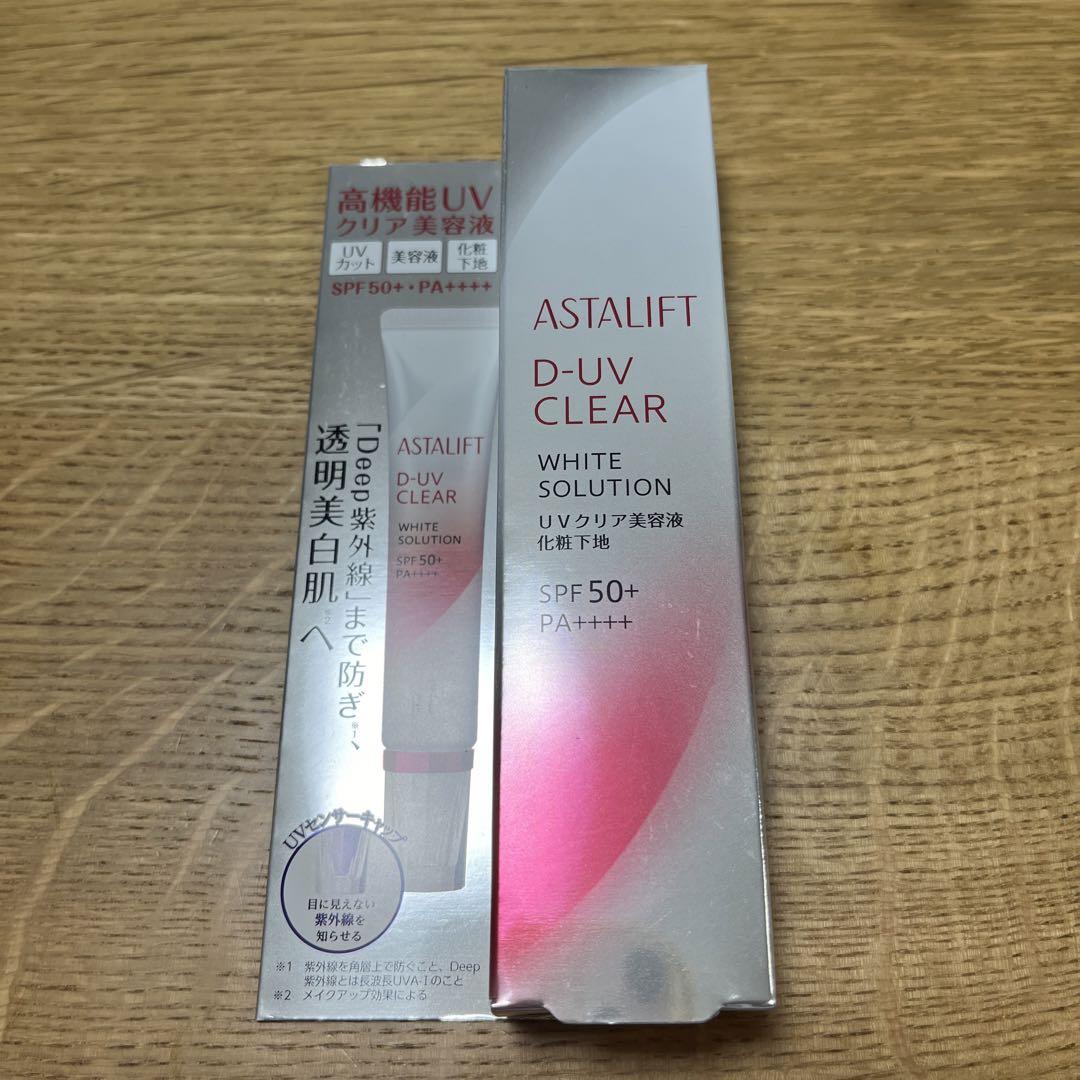 高機能UV
クリア美容液
UV
カット
美容液
化粧
下地
SPF50+・PA++++
「Deep紫外線」まで防ぎ※1、
透明美白肌※2へ
ASTALIFT
D-UV
CLEAR
WHITE
SOLUTION
SPF50+
PA++++
UVセンサーキャップ
目に見えない
紫外線を
知らせる
※1 紫外線を角層上で防ぐこと、Deep
紫外線とは長波長UVA-Iのこと
※2 メイクアップ効果による
ASTALIFT
D-UV
CLEAR
WHITE
SOLUTION
UVクリア美容液
化粧下地
SPF 50+
PA++++